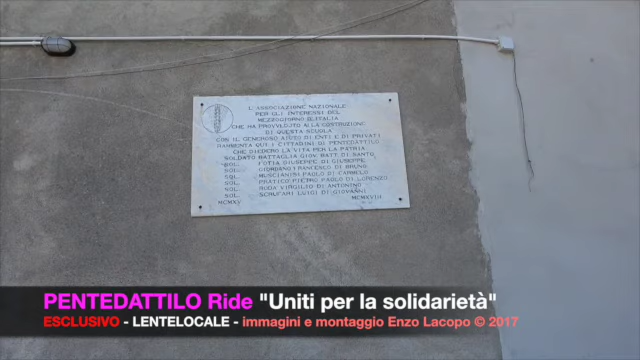 L'ASSOCIAZIONE NAZIONALE
PER GLI INTERESSI DEL
MEZZOGIORNO D'ITALIA
CHE HA PROVVEDUTO ALLA COSTRUZIONE
DI QUESTA SCUOLA
CON IL GENEROSO AIUTO DI ENTI E DI PRIVATI
RAMMENTA QUI I CITTADINI DI PENTEDATTILO
CHE DIEDERO LA VITA PER LA PATRIA
SOLDATO BATTAGLIA GIOV. BATT. DI SANTO
SOL. FOTIA GIUSEPPE DI GIUSEPPE
SOL. GIORDANO FRANCESCO DI BRUNO
SOL. MUSCIANISI PAOLO DI CARMELO
SOL. PRATICÒ PIETRO PAOLO DI LORENZO
SOL. RODÀ VIRGILIO DI ANTONINO
SOL. SCHUFARI LUIGI DI GIOVANNI
MCMXV MCMXVIII
PENTEDATTILO Ride "Uniti per la solidarietà"
ESCLUSIVO - LENTELOCALE - immagini e montaggio Enzo Lacopo © 2017